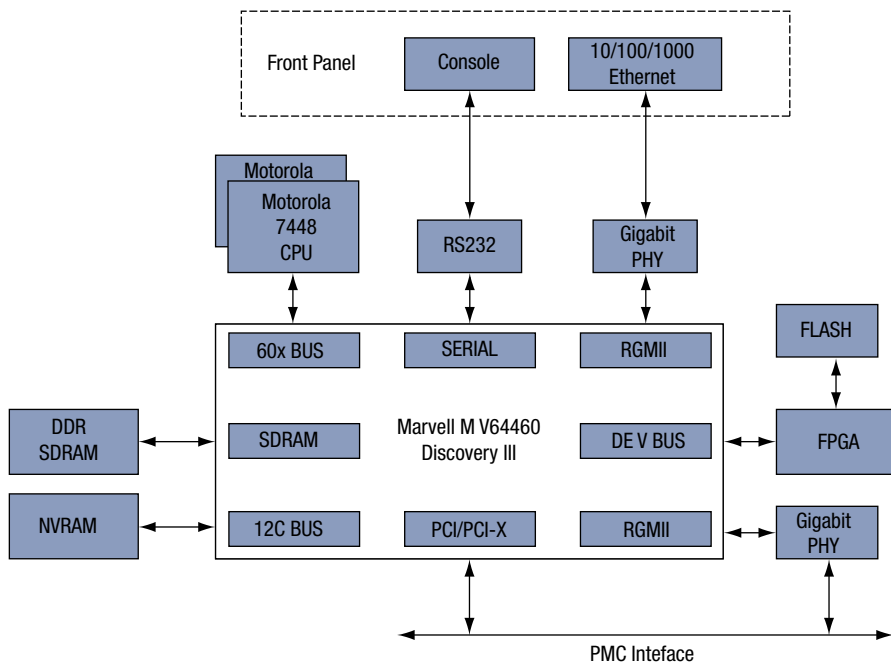 Front Panel
Console
10/100/1000
Ethernet
Motorola
Motorola
7448
CPU
RS232
Gigabit
PHY
FLASH
60x BUS
SERIAL
RGMII
DDR
SDRAM
SDRAM
Marvell M V64460
Discovery III
DE V BUS
FPGA
NVRAM
12C BUS
PCI/PCI-X
RGMII
Gigabit
PHY
PMC Inteface